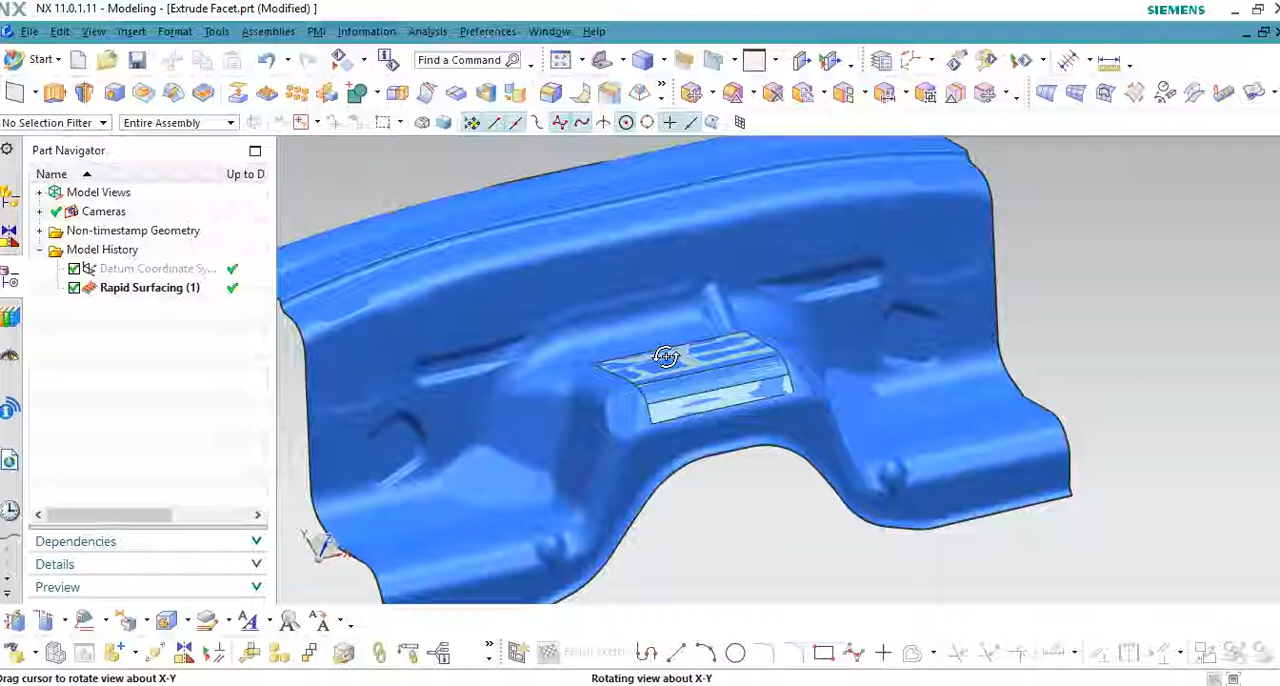 NX 11.0.1.11 - Modeling - [Extrude Facet.prt (Modified) ]
SIEMENS
File Edit View Insert Format Tools Assemblies PMI Information Analysis Preferences Window Help
Start
Find a Command
No Selection Filter
Entire Assembly
Part Navigator
Name
Up to D
Model Views
Cameras
Non-timestamp Geometry
Model History
Datum Coordinate Sy...
Rapid Surfacing (1)
Dependencies
Details
Preview
Finish Sketch
Drag cursor to rotate view about X-Y
Rotating view about X-Y